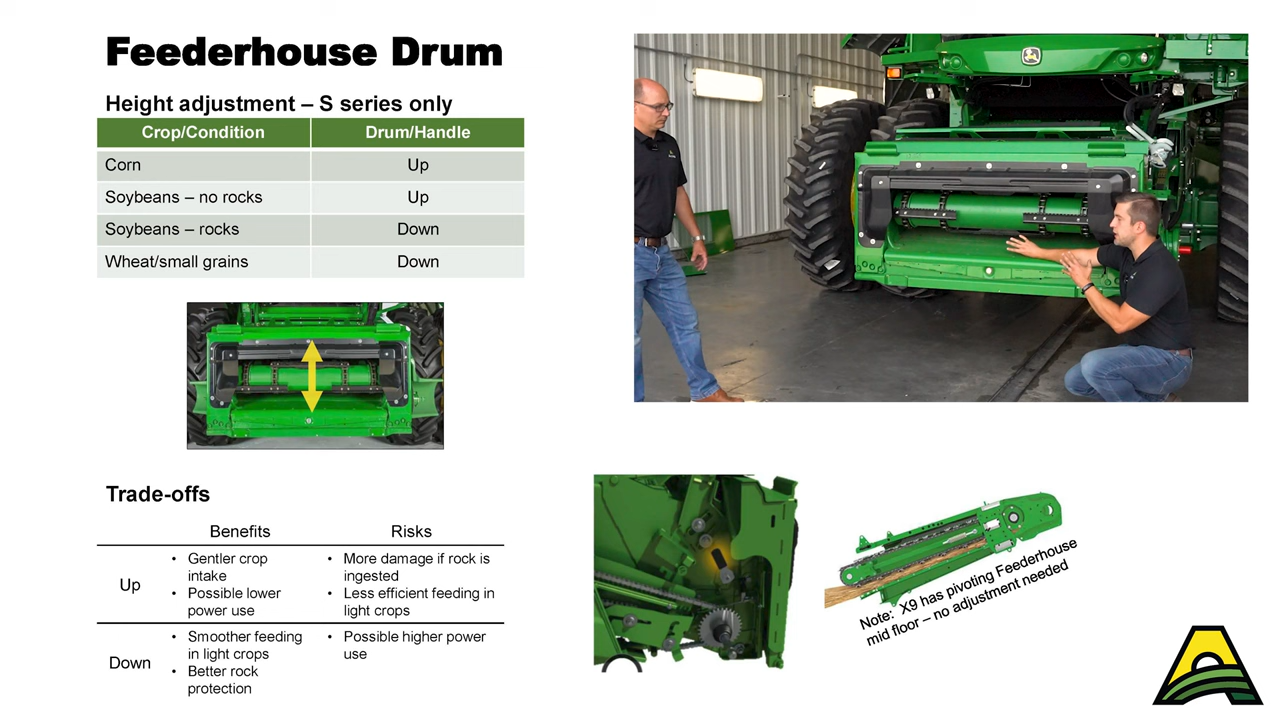 Feederhouse Drum
Height adjustment – S series only
Crop/Condition Drum/Handle
Corn Up
Soybeans – no rocks Up
Soybeans – rocks Down
Wheat/small grains Down
Trade-offs
Benefits Risks
Up
• Gentler crop
intake
• Possible lower
power use
• More damage if rock is
ingested
• Less efficient feeding in
light crops
Down
• Smoother feeding
in light crops
• Better rock
protection
• Possible higher power
use
Note: X9 has pivoting Feederhouse
mid floor – no adjustment needed